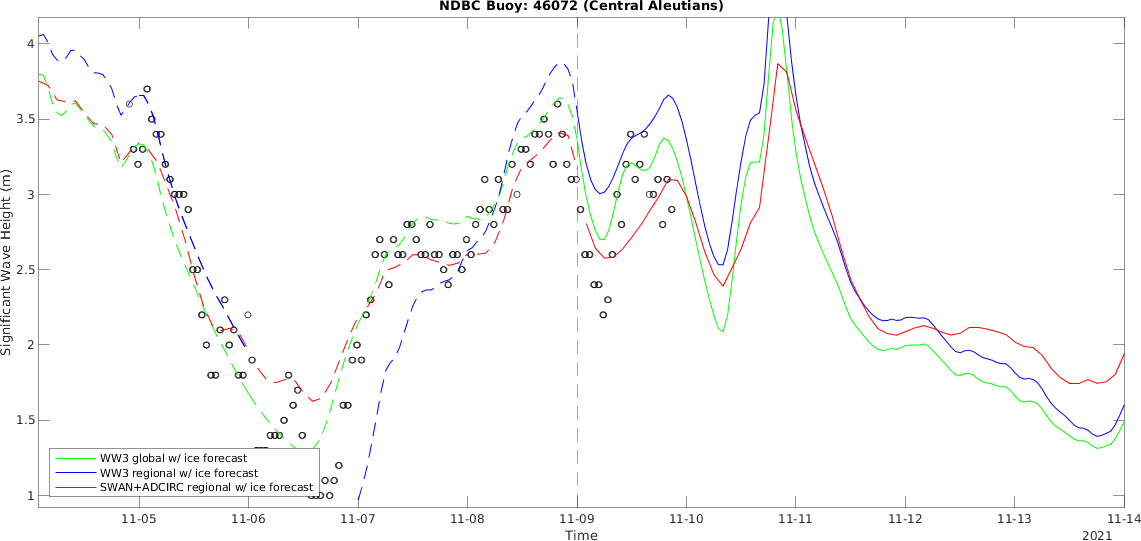 NDBC Buoy: 46072 (Central Aleutians)
Significant Wave Height (m)
4
3.5
3
2.5
2
1.5
1
WW3 global w/ ice forecast
WW3 regional w/ ice forecast
SWAN+ADCIRC regional w/ ice forecast
11-05 11-06 11-07 11-08 11-09 11-10 11-11 11-12 11-13 11-14
Time
2021